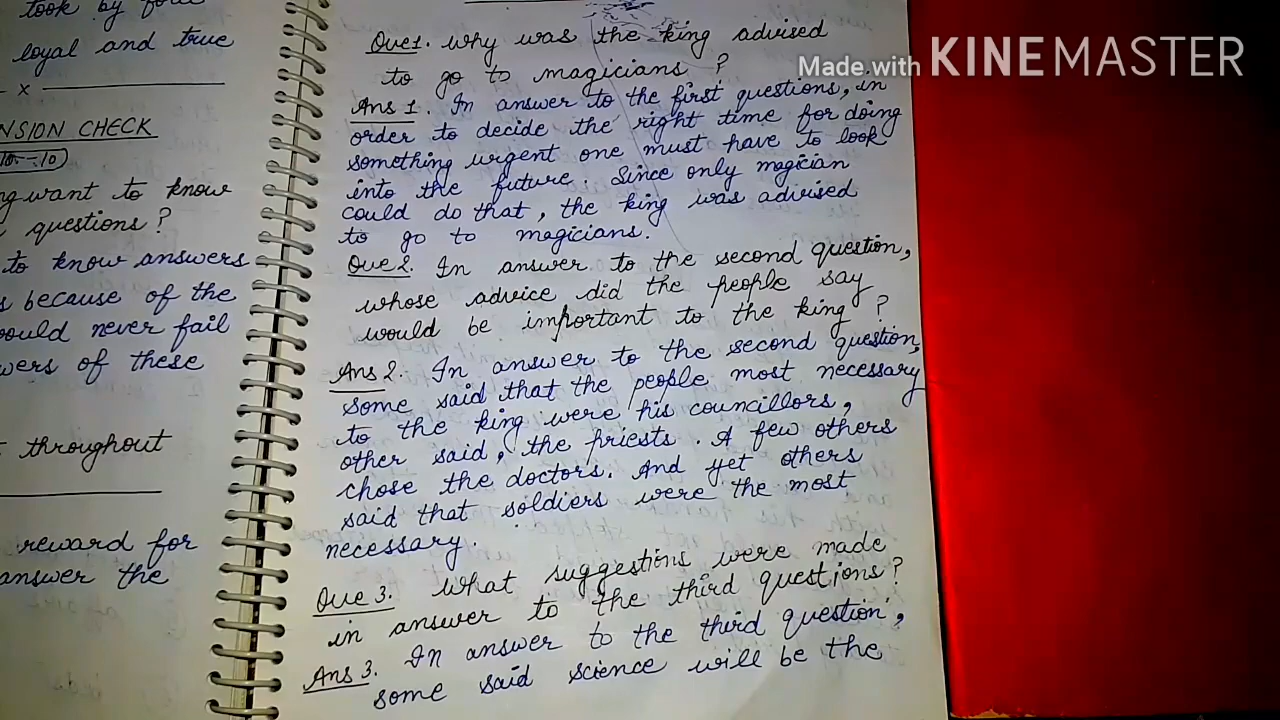 took by force
loyal and true
x
NSION CHECK
10.--10
ng want to know
questions ?
to know answers
s because of the
would never fail
wers of these
throughout
reward for
answer the
Que1. Why was the king advised
to go to magicians ?
Ans 1. In answer to the first questions, in
order to decide the right time for doing
something urgent one must have to look
into the future. Since only magician
could do that, the king was advised
to go to magicians.
Que 2. In answer to the second question,
whose advice did the people say
would be important to the king ?
Ans 2. In answer to the second question,
some said that the people most necessary
to the king were his councillors,
other said, the priests. A few others
chose the doctors. And yet others
said that soldiers were the most
necessary.
Que 3. What suggestions were made
in answer to the third questions?
Ans 3. In answer to the third question,
some said science will be the
Made with KINEMASTER